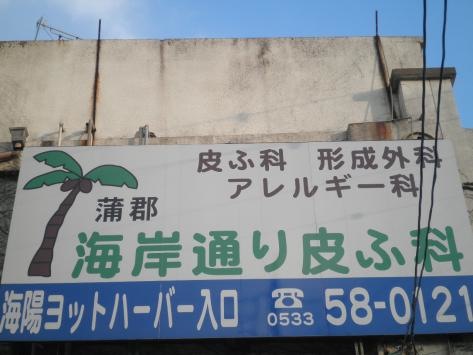 皮ふ科 形成外科
アレルギー科
蒲郡
海岸通り皮ふ科
海陽ヨットハーバー入口 ☎ 0533 58-0121